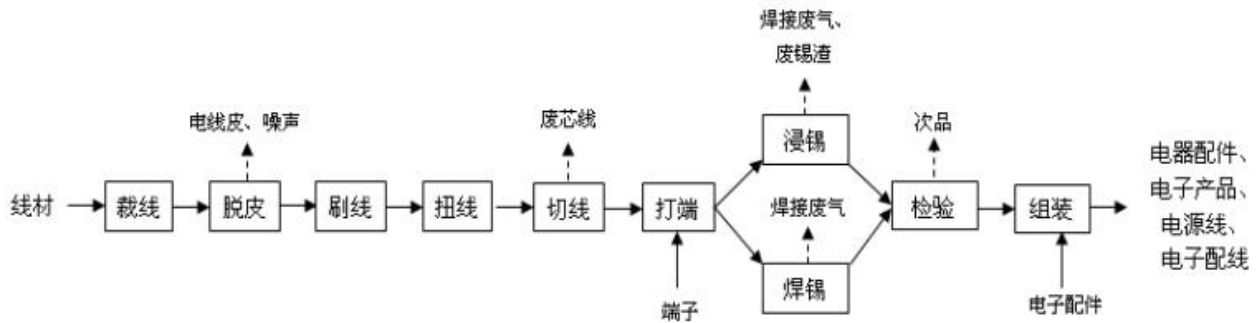 焊接废气、
废锡渣
电线皮、噪声
废芯线
浸锡
次品
线材
裁线
脱皮
刷线
扭线
切线
打端
焊接废气
检验
组装
电器配件、
电子产品、
电源线、
电子配线
焊锡
端子
电子配件